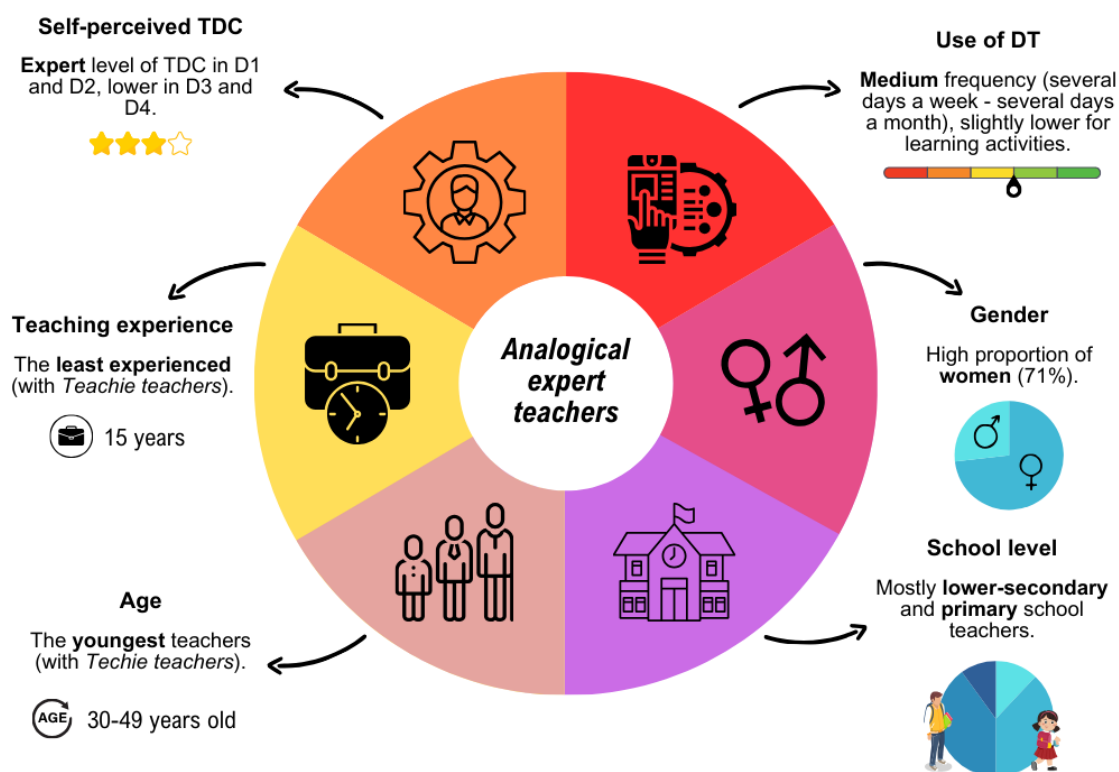 Self-perceived TDC
Expert level of TDC in D1
and D2, lower in D3 and
D4.
Use of DT
Medium frequency (several
days a week - several days
a month), slightly lower for
learning activities.
Teaching experience
The least experienced
(with Teachie teachers).
15 years
Analogical
expert
teachers
Gender
High proportion of
women (71%).
Age
The youngest teachers
(with Techie teachers).
AGE
30-49 years old
School level
Mostly lower-secondary
and primary school
teachers.